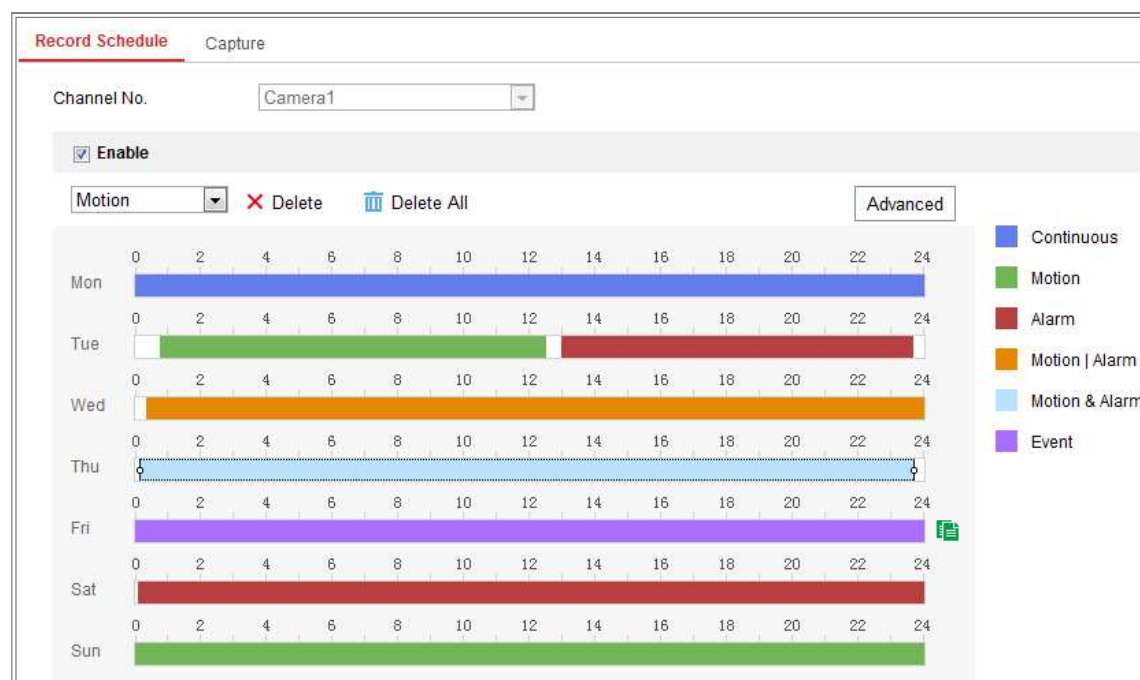 Record Schedule Capture
Channel No. Camera1
Enable
Motion Delete Delete All Advanced
0 2 4 6 8 10 12 14 16 18 20 22 24
Mon
0 2 4 6 8 10 12 14 16 18 20 22 24
Tue
0 2 4 6 8 10 12 14 16 18 20 22 24
Wed
0 2 4 6 8 10 12 14 16 18 20 22 24
Thu
0 2 4 6 8 10 12 14 16 18 20 22 24
Fri
0 2 4 6 8 10 12 14 16 18 20 22 24
Sat
0 2 4 6 8 10 12 14 16 18 20 22 24
Sun
Continuous
Motion
Alarm
Motion | Alarm
Motion & Alarm
Event